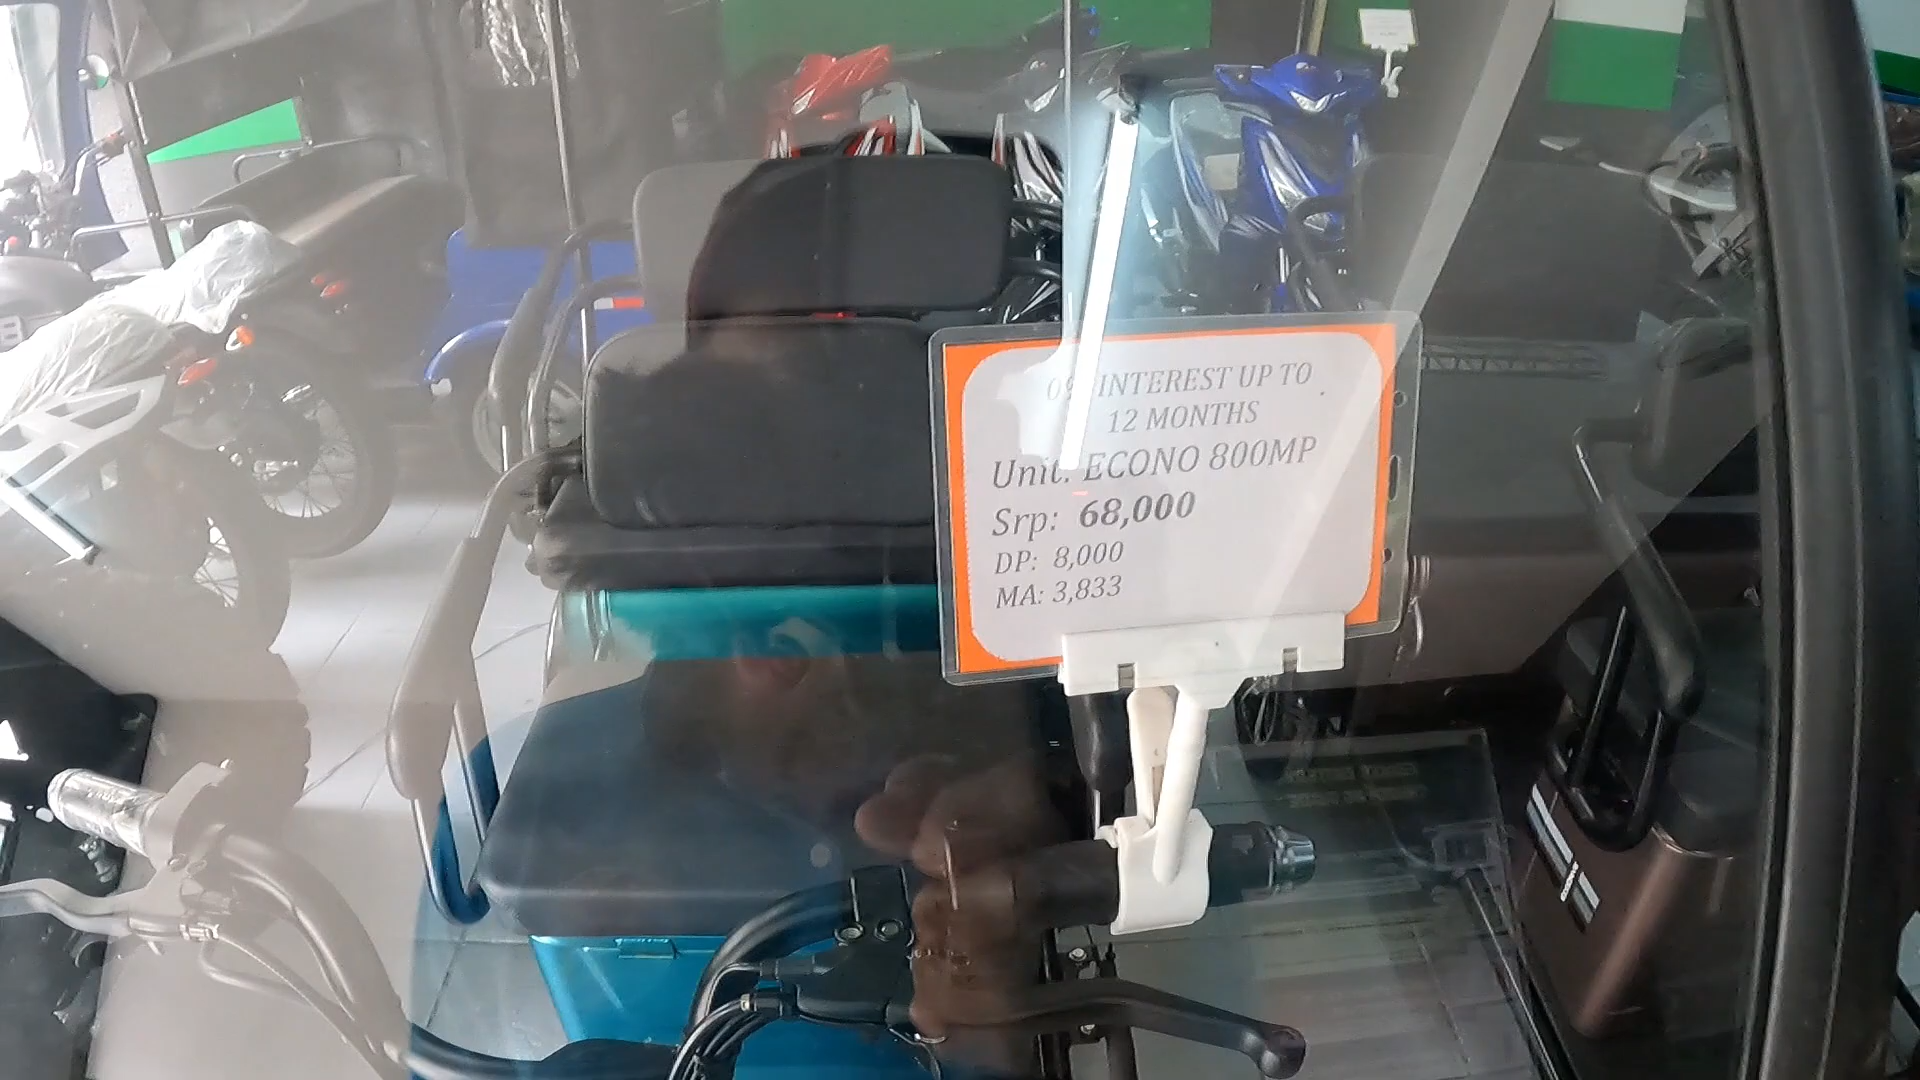 INTEREST UP TO
12 MONTHS
Unit: ECONO 800MP
Srp: 68,000
DP: 8,000
MA: 3,833